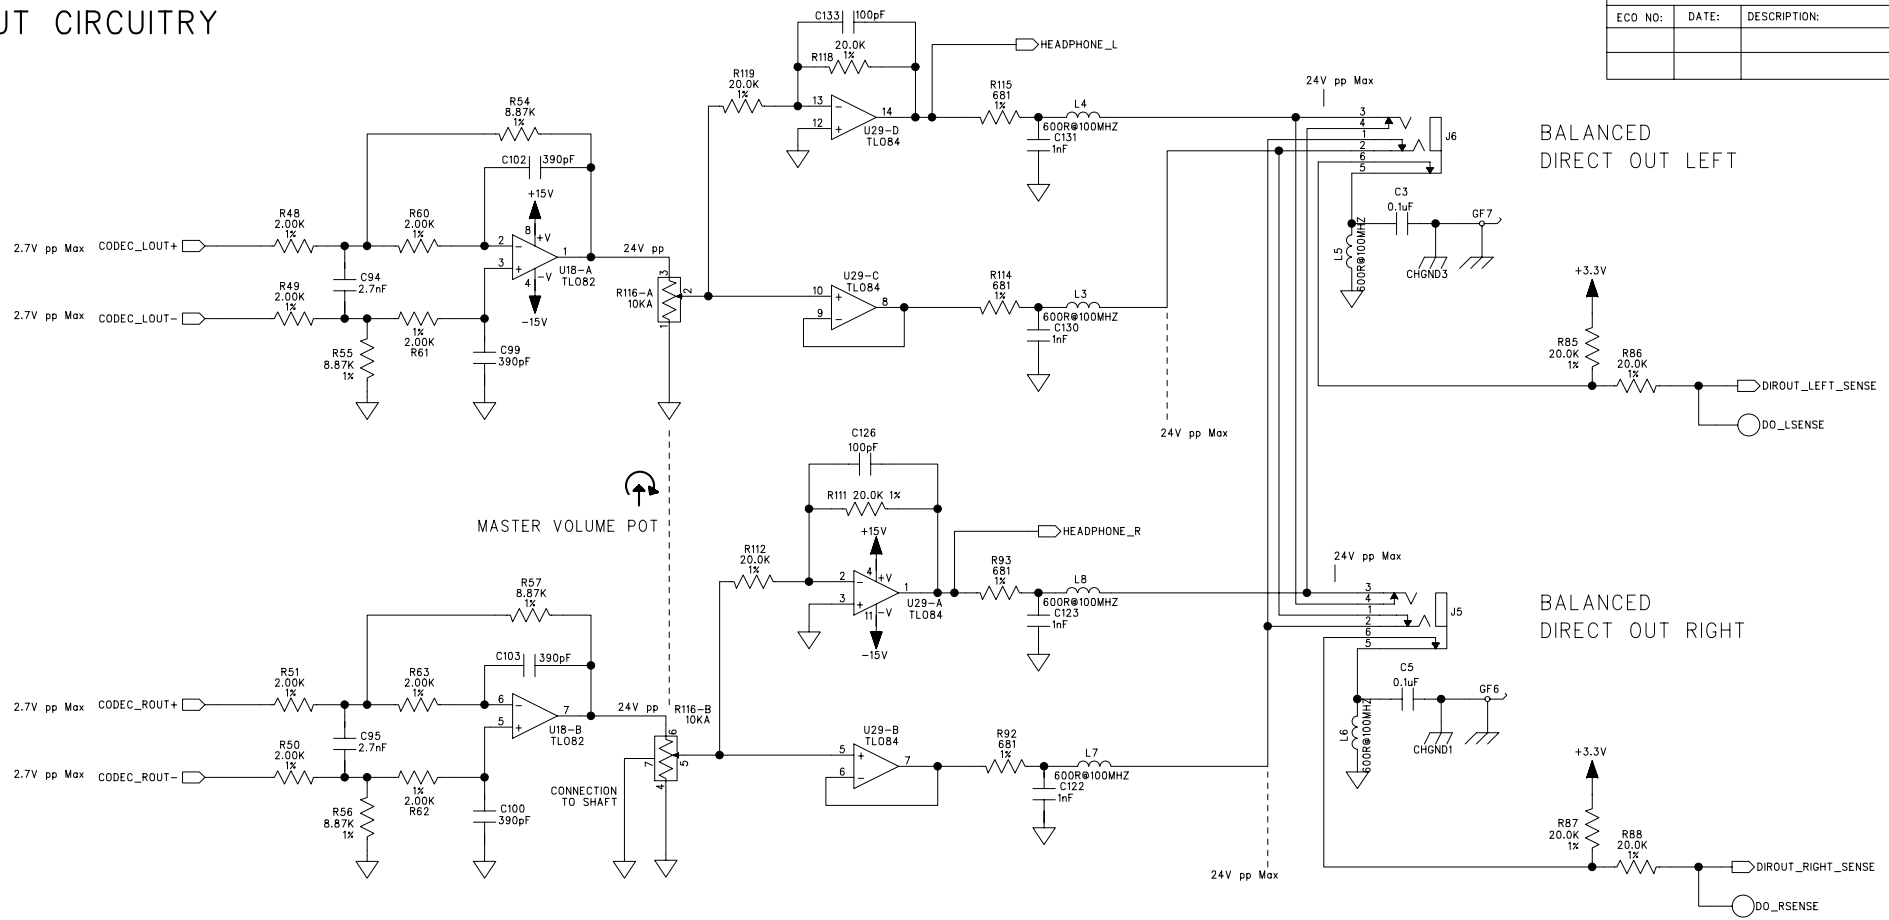 UT CIRCUITRY
ECO NO: DATE: DESCRIPTION:
C133 100pF
20.0K
1%
R118
HEADPHONE_L
R119
20.0K
1%
13
12
14
U29-D
TL084
R115
681
1%
L4
600R@100MHZ
C131
1nF
24V pp Max
3
4
1
2
6
5
J6
BALANCED
DIRECT OUT LEFT
R54
8.87K
1%
C102 390pF
+15V
8
+V
2
3
1
4
-V
U18-A
TL082
-15V
R48
2.00K
1%
R60
2.00K
1%
2.7V pp Max CODEC_LOUT+
C94
2.7nF
R49
2.00K
1%
2.7V pp Max CODEC_LOUT-
1%
2.00K
R61
R55
8.87K
1%
C99
390pF
24V pp
R116-A
10KA
3
2
1
U29-C
TL084
10
9
8
R114
681
1%
L3
600R@100MHZ
C130
1nF
24V pp Max
C3
0.1uF
GF7
L5
600R@100MHZ
CHGND3
+3.3V
R85
20.0K
1%
R86
20.0K
1%
DIROUT_LEFT_SENSE
DO_LSENSE
MASTER VOLUME POT
C126
100pF
R111 20.0K 1%
+15V
4
+V
2
3
1
11
-V
U29-A
TL084
-15V
R112
20.0K
1%
HEADPHONE_R
R93
681
1%
L8
600R@100MHZ
C123
1nF
24V pp Max
3
4
1
2
6
5
J5
BALANCED
DIRECT OUT RIGHT
R57
8.87K
1%
C103 390pF
6
5
7
U18-B
TL082
R51
2.00K
1%
R63
2.00K
1%
2.7V pp Max CODEC_ROUT+
C95
2.7nF
R50
2.00K
1%
2.7V pp Max CODEC_ROUT-
1%
2.00K
R62
R56
8.87K
1%
C100
390pF
24V pp
R116-B
10KA
6
5
7
4
CONNECTION
TO SHAFT
U29-B
TL084
5
6
7
R92
681
1%
L7
600R@100MHZ
C122
1nF
24V pp Max
C5
0.1uF
GF6
L6
600R@100MHZ
CHGND1
+3.3V
R87
20.0K
1%
R88
20.0K
1%
DIROUT_RIGHT_SENSE
DO_RSENSE